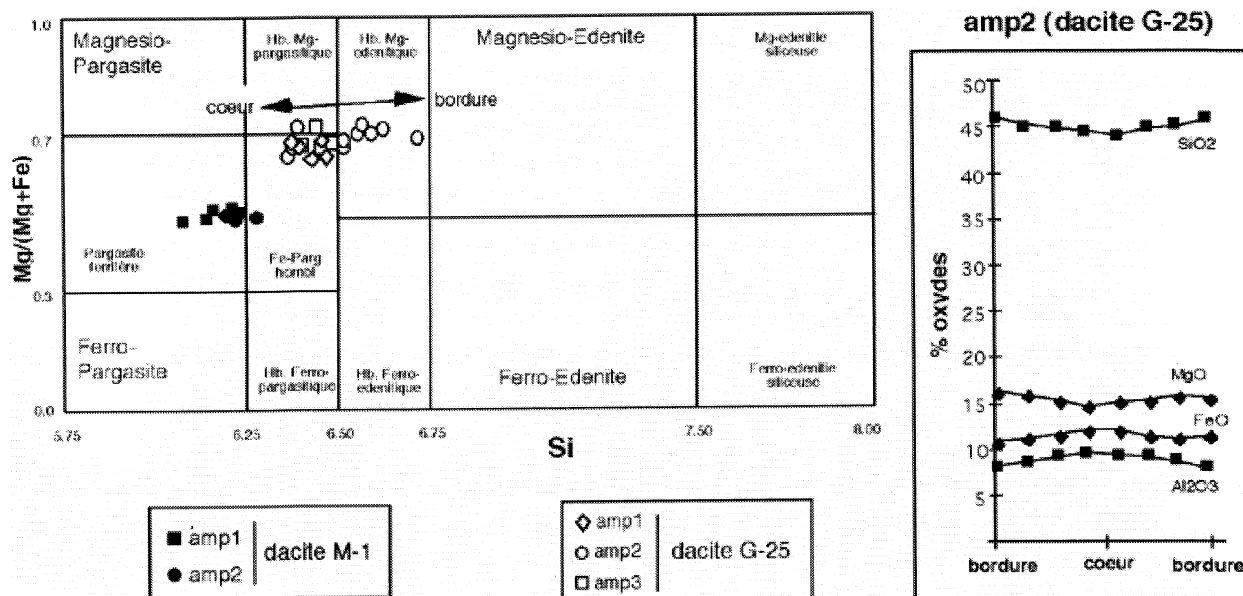 1.0
Magnesio-
Pargasite
Hb. Mg-
pargasitique
Hb. Mg-
edenitique
Magnesio-Edenite
Mg-edenitie
siliceuse
coeur
bordure
0.7
Mg/(Mg+Fe)
Pargasite
ferrifère
Fe-Parg
hornbl
0.3
Ferro-
Pargasite
Hb. Ferro-
pargasitique
Hb. Ferro-
edenitique
Ferro-Edenite
Ferro-edenitie
siliceuse
0.0
5.75
6.25
6.50
6.75
7.50
8.00
Si
amp1
amp2
dacite M-1
amp1
amp2
amp3
dacite G-25
amp2 (dacite G-25)
50
45
40
35
30
25
20
15
10
5
% oxydes
SiO2
MgO
FeO
Al2O3
bordure
coeur
bordure